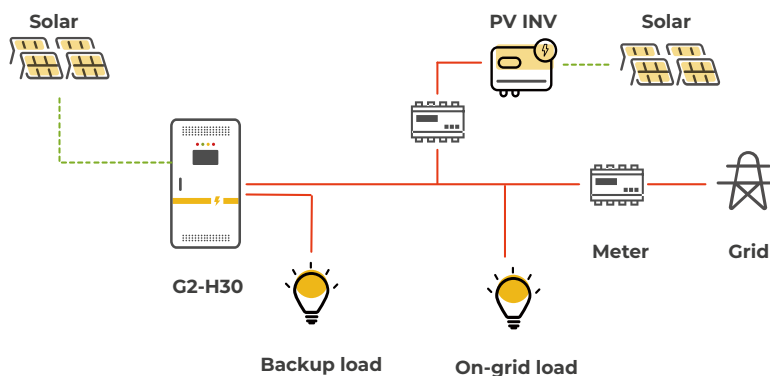 Solar
PV INV
Solar
Meter
Grid
G2-H30
Backup load
On-grid load